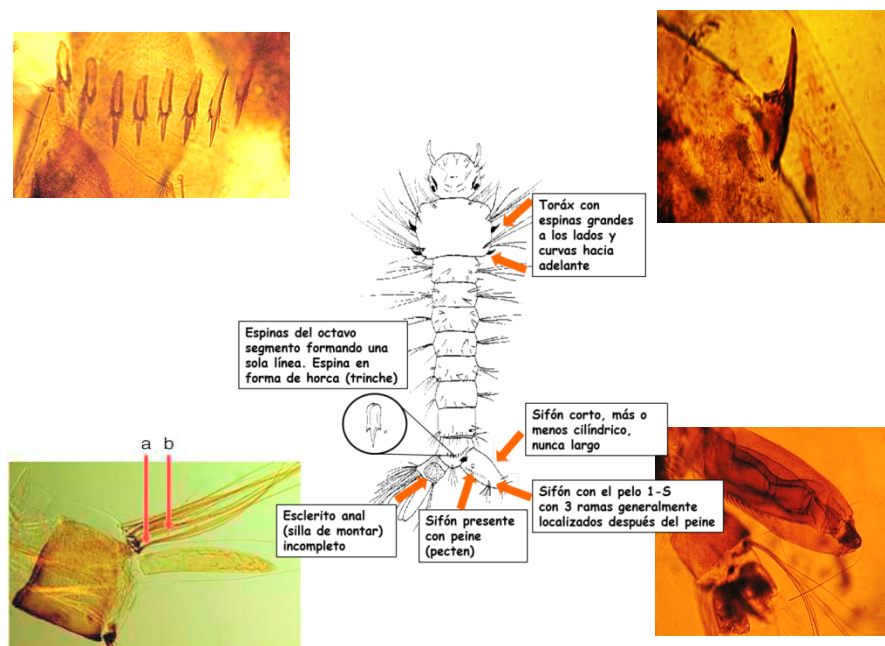 Toráx con
espinas grandes
a los lados y
curvas hacia
adelante
Espinas del octavo
segmento formando una
sola línea. Espina en
forma de horca (trinche)
Sifón corto, más o
menos cilíndrico,
nunca largo
a b
Esclerito anal
(silla de montar)
incompleto
Sifón presente
con peine
(pecten)
Sifón con el pelo 1-S
con 3 ramas generalmente
localizados después del peine